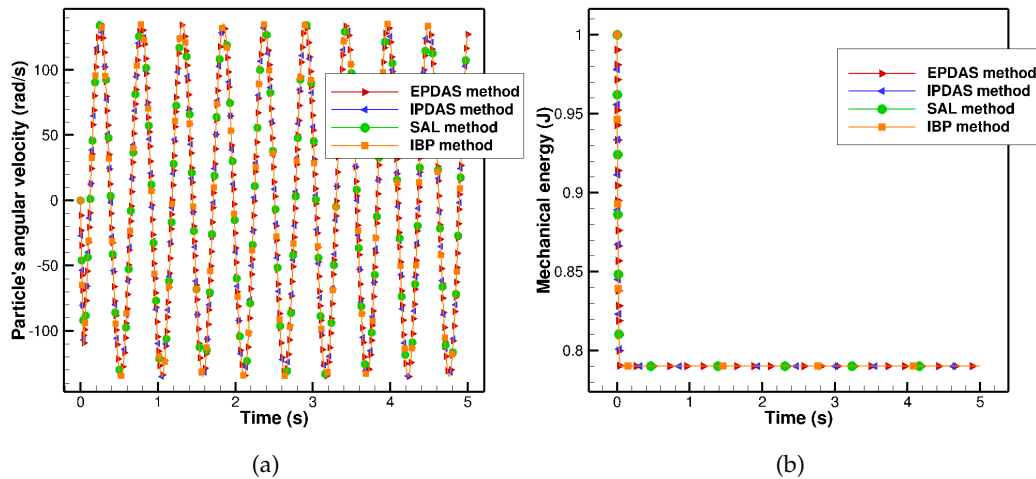 Particle's angular velocity (rad/s)
100
50
0
-50
-100
0
1
2
3
4
5
Time (s)
EPDAS method
IPDAS method
SAL method
IBP method
(a)
Mechanical energy (J)
1
0.95
0.9
0.85
0.8
0
1
2
3
4
5
Time (s)
EPDAS method
IPDAS method
SAL method
IBP method
(b)